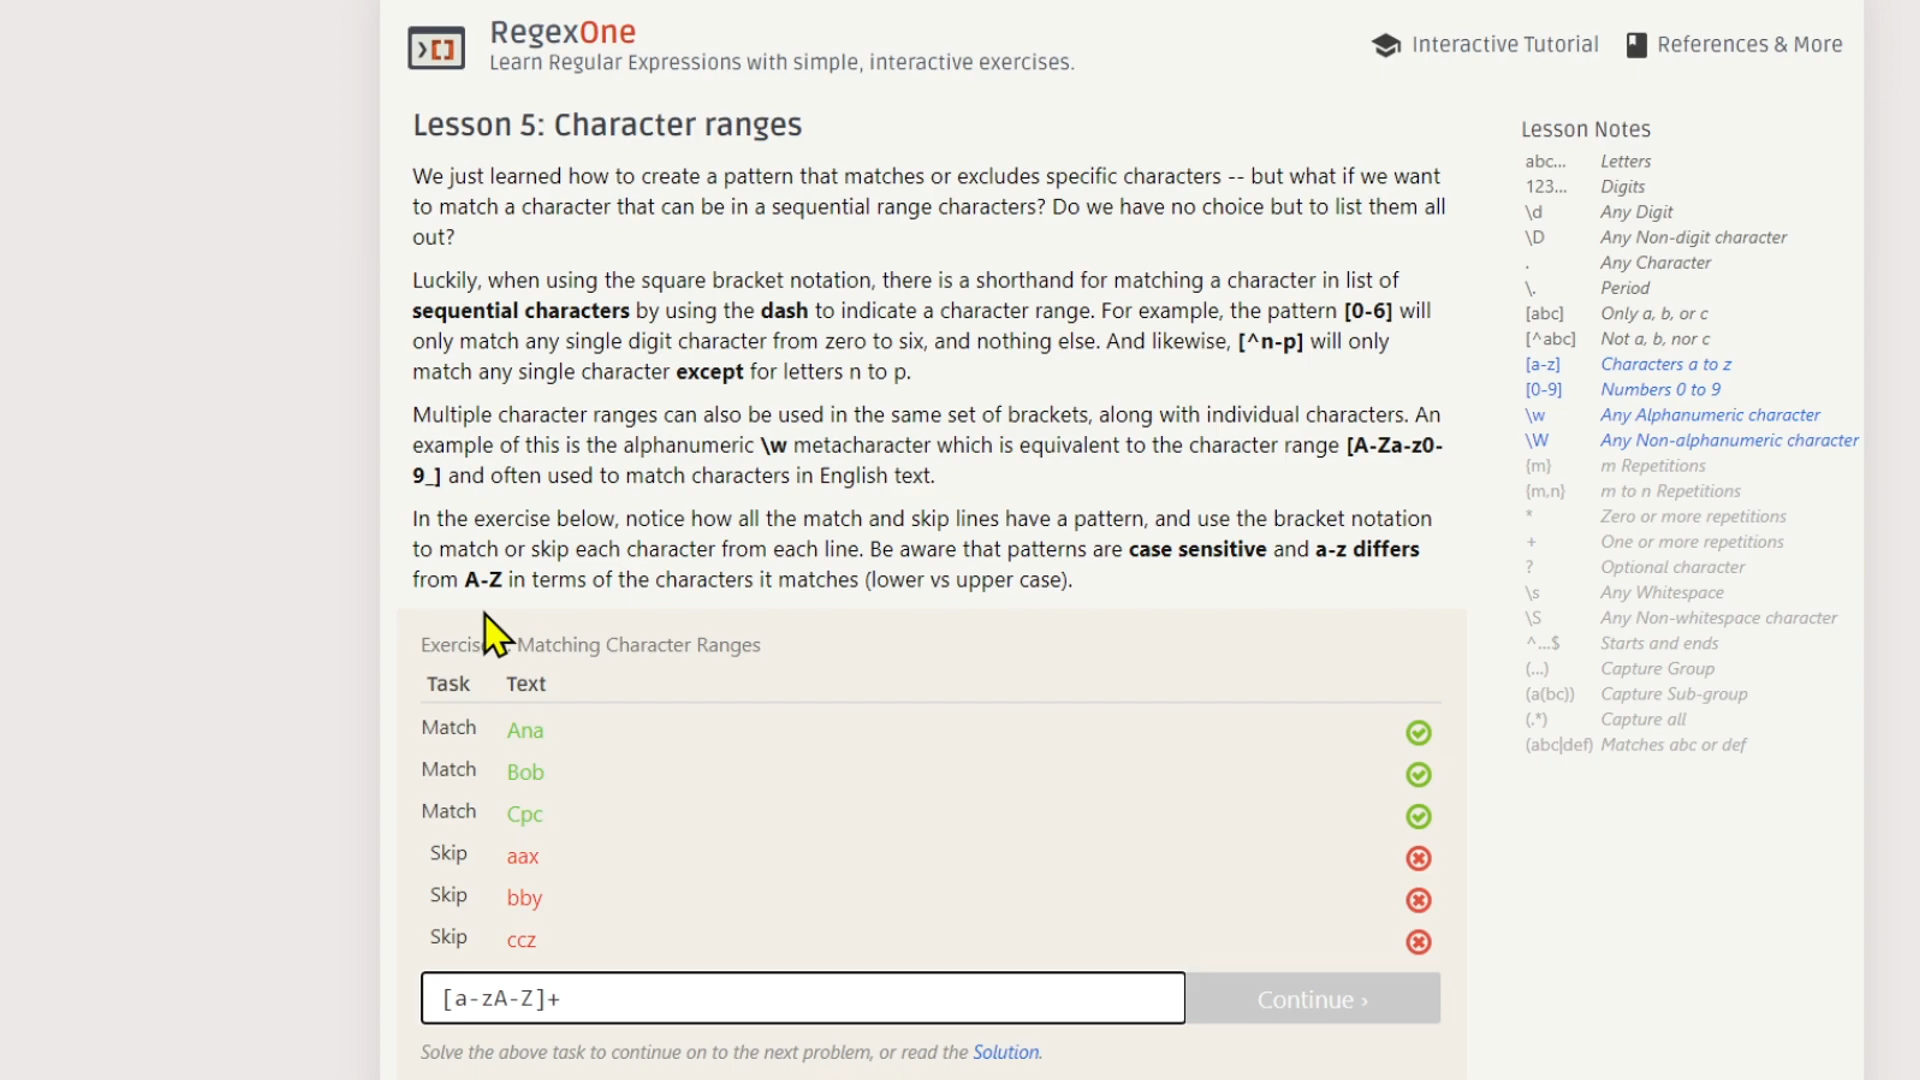 RegexOne
Learn Regular Expressions with simple, interactive exercises.
Interactive Tutorial
References & More
Lesson 5: Character ranges
We just learned how to create a pattern that matches or excludes specific characters -- but what if we want
to match a character that can be in a sequential range characters? Do we have no choice but to list them all
out?
Luckily, when using the square bracket notation, there is a shorthand for matching a character in list of
sequential characters by using the dash to indicate a character range. For example, the pattern [0-6] will
only match any single digit character from zero to six, and nothing else. And likewise, [^n-p] will only
match any single character except for letters n to p.
Multiple character ranges can also be used in the same set of brackets, along with individual characters. An
example of this is the alphanumeric \w metacharacter which is equivalent to the character range [A-Za-z0-
9_] and often used to match characters in English text.
In the exercise below, notice how all the match and skip lines have a pattern, and use the bracket notation
to match or skip each character from each line. Be aware that patterns are case sensitive and a-z differs
from A-Z in terms of the characters it matches (lower vs upper case).
Matching Character Ranges
Task Text
Match Ana
Match Bob
Match Cpc
Skip aax
Skip bby
Skip ccz
[a-zA-Z]+
Continue ›
Solve the above task to continue on to the next problem, or read the Solution.
Lesson Notes
abc... Letters
123... Digits
\d Any Digit
\D Any Non-digit character
. Any Character
\. Period
[abc] Only a, b, or c
[^abc] Not a, b, nor c
[a-z] Characters a to z
[0-9] Numbers 0 to 9
\w Any Alphanumeric character
\W Any Non-alphanumeric character
{m} m Repetitions
{m,n} m to n Repetitions
* Zero or more repetitions
+ One or more repetitions
? Optional character
\s Any Whitespace
\S Any Non-whitespace character
^...$ Starts and ends
(...) Capture Group
(a(bc)) Capture Sub-group
(.*) Capture all
(abc|def) Matches abc or def